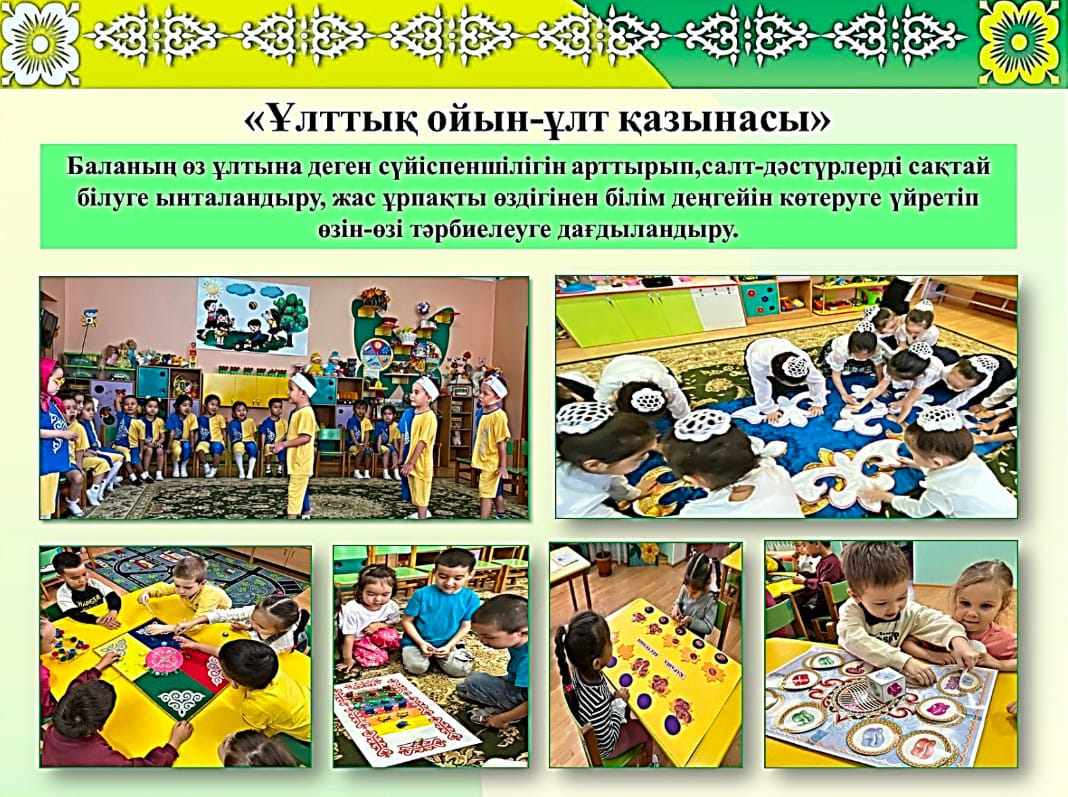 «Ұлттық ойын-ұлт қазынасы»
Баланың өз ұлтына деген сүйіспеншілігін арттырып,салт-дәстүрлерді сақтай
білуге ынталандыру, жас ұрпақты өздігінен білім деңгейін көтеруге үйретіп
өзін-өзі тәрбиелеуге дағдыландыру.